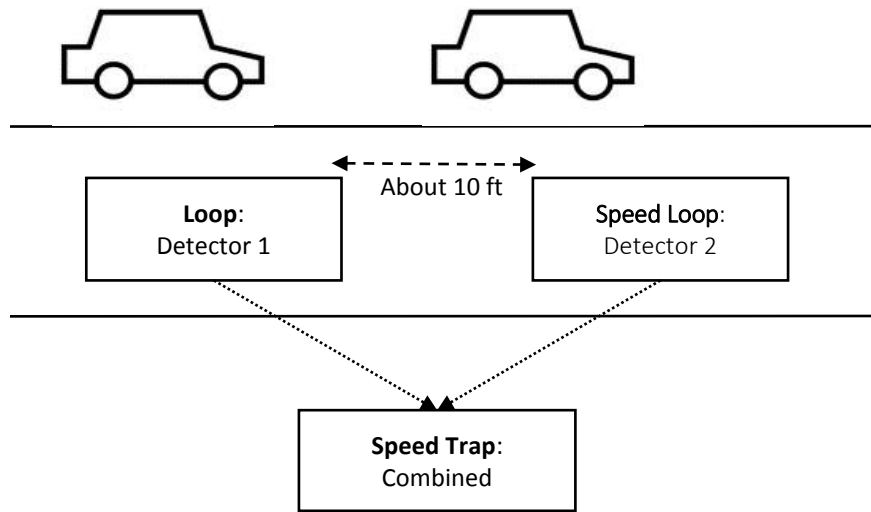 About 10 ft
Loop:
Detector 1
Speed Loop:
Detector 2
Speed Trap:
Combined